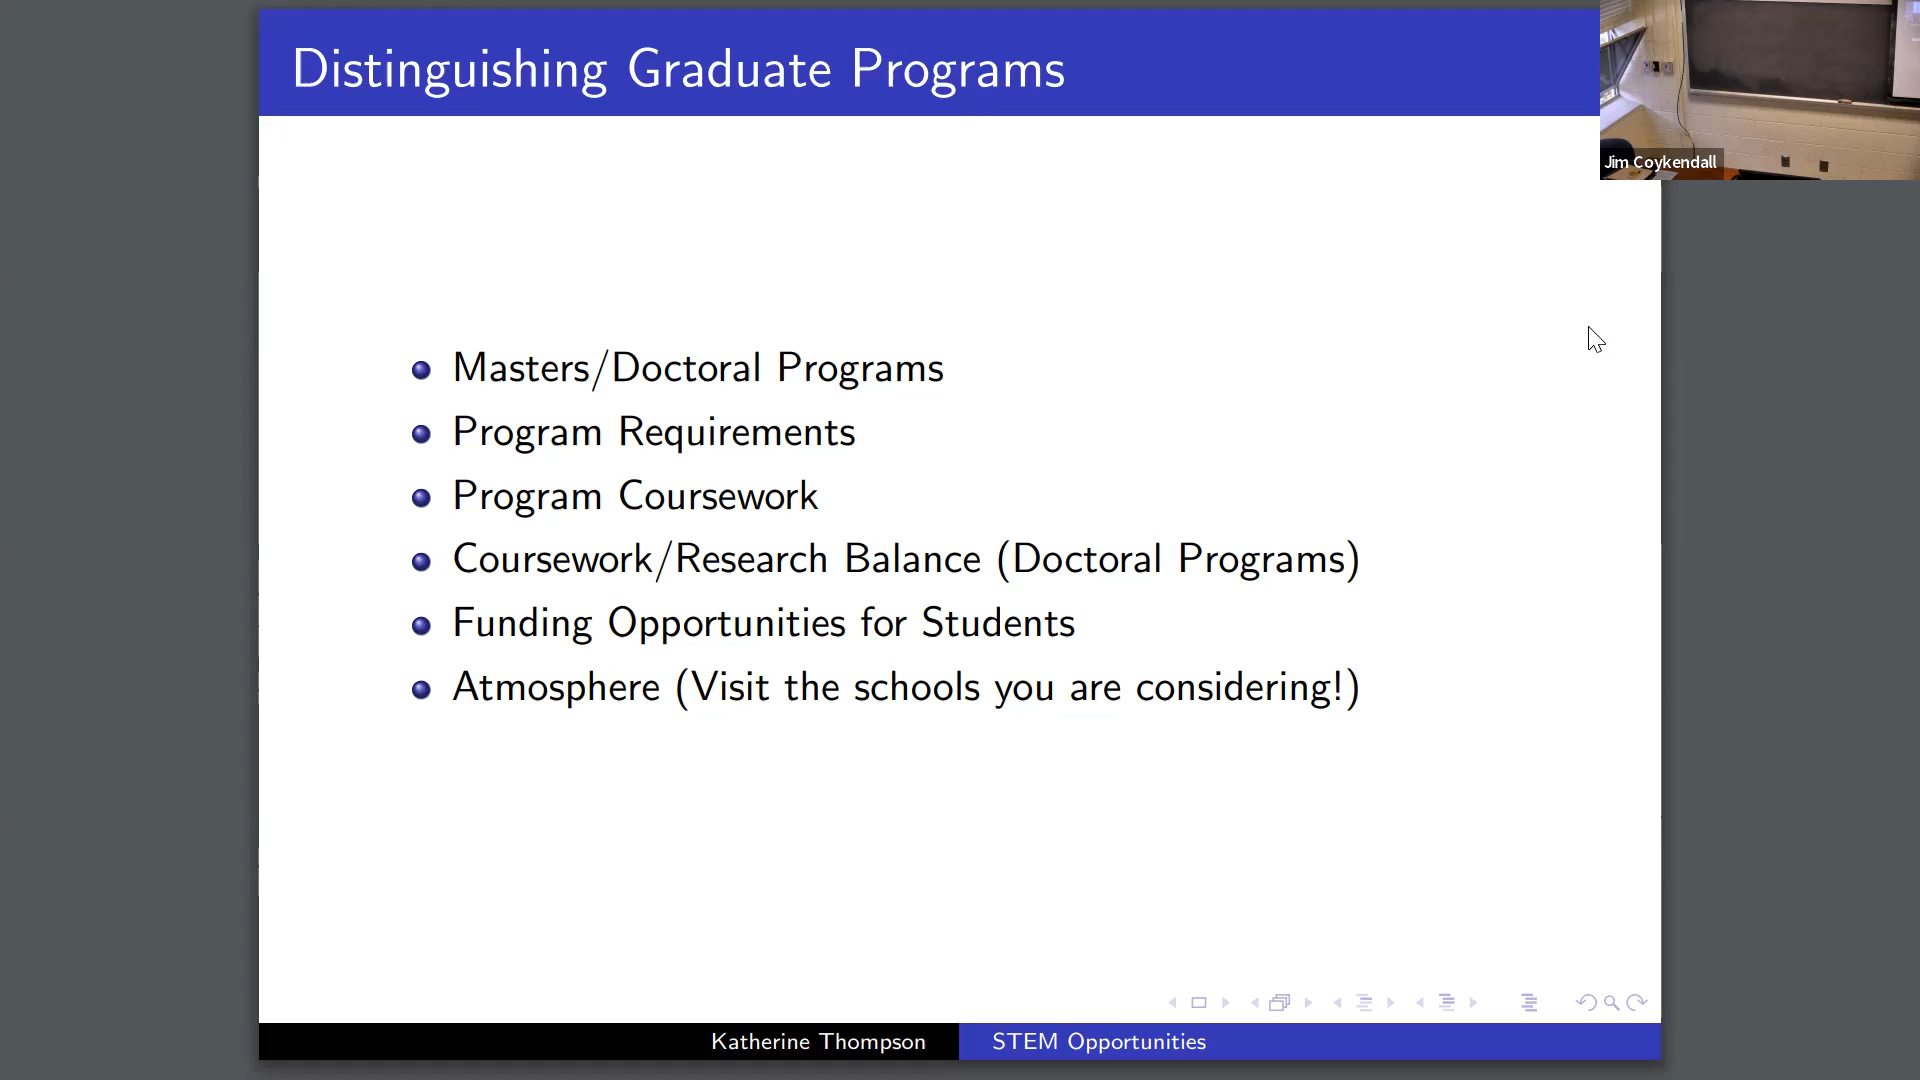 Distinguishing Graduate Programs
Jim Coykendall
Masters/Doctoral Programs
Program Requirements
Program Coursework
Coursework/Research Balance (Doctoral Programs)
Funding Opportunities for Students
Atmosphere (Visit the schools you are considering!)
Katherine Thompson
STEM Opportunities